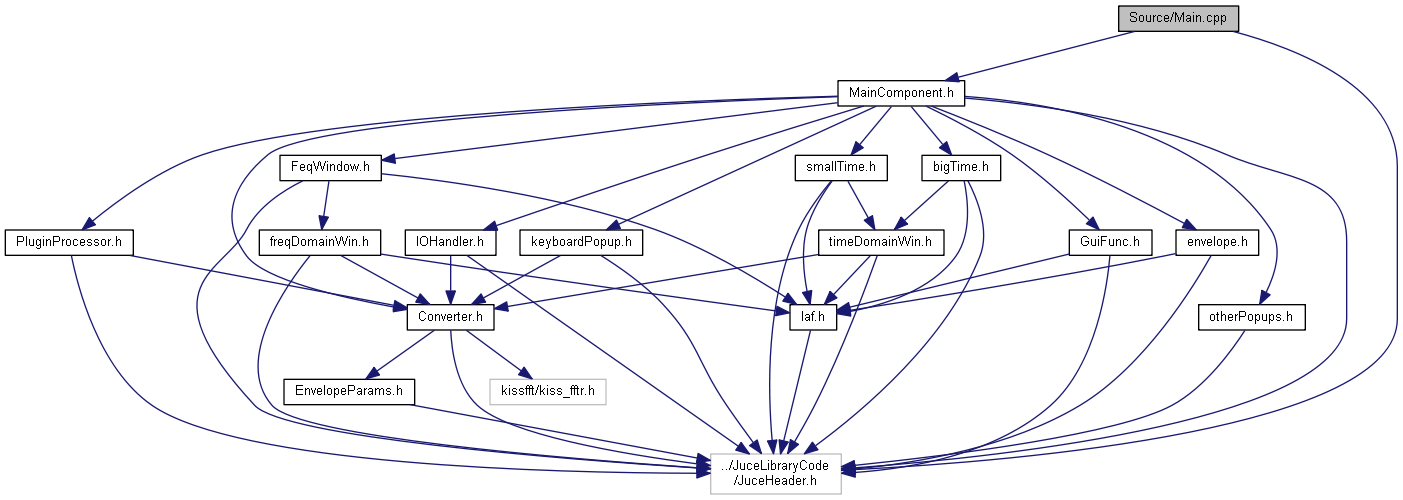 Source/Main.cpp
MainComponent.h
FeqWindow.h
smallTime.h
bigTime.h
PluginProcessor.h
freqDomainWin.h
IOHandler.h
keyboardPopup.h
timeDomainWin.h
GuiFunc.h
envelope.h
Converter.h
laf.h
otherPopups.h
EnvelopeParams.h
kissfft/kiss_fftr.h
../JuceLibraryCode
/JuceHeader.h